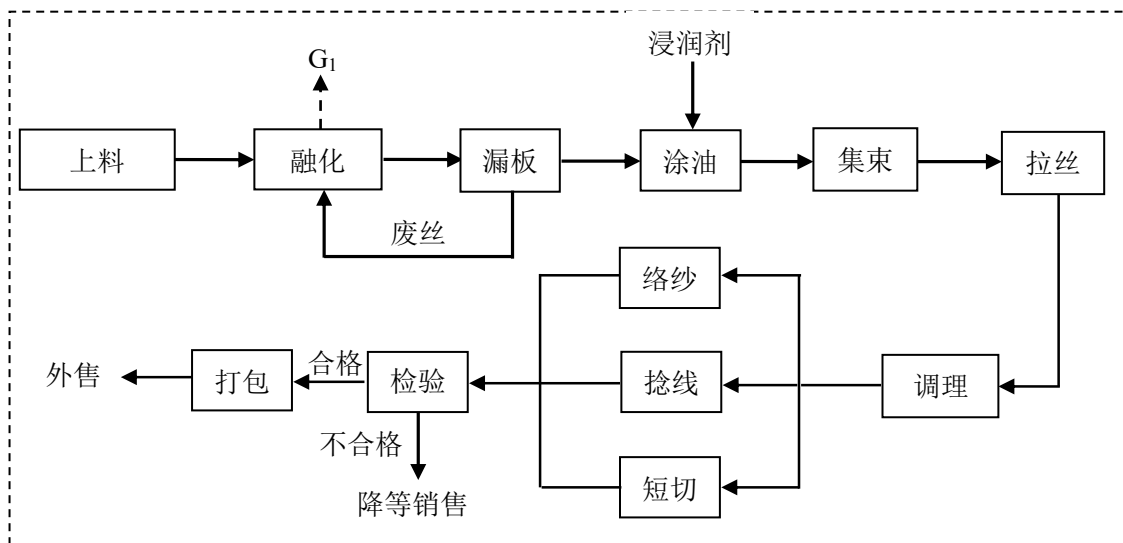 浸润剂
G₁
上料
融化
漏板
涂油
集束
拉丝
废丝
络纱
外售
打包
合格
检验
捻线
调理
不合格
短切
降等销售